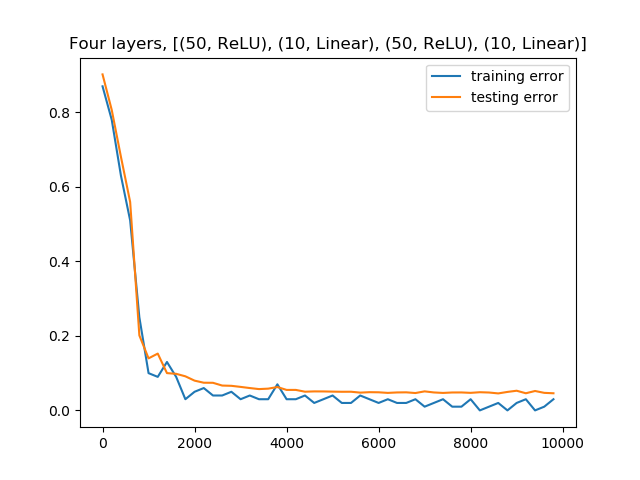 Four layers, [(50, ReLU), (10, Linear), (50, ReLU), (10, Linear)]
training error
testing error
0.8
0.6
0.4
0.2
0.0
0 2000 4000 6000 8000 10000